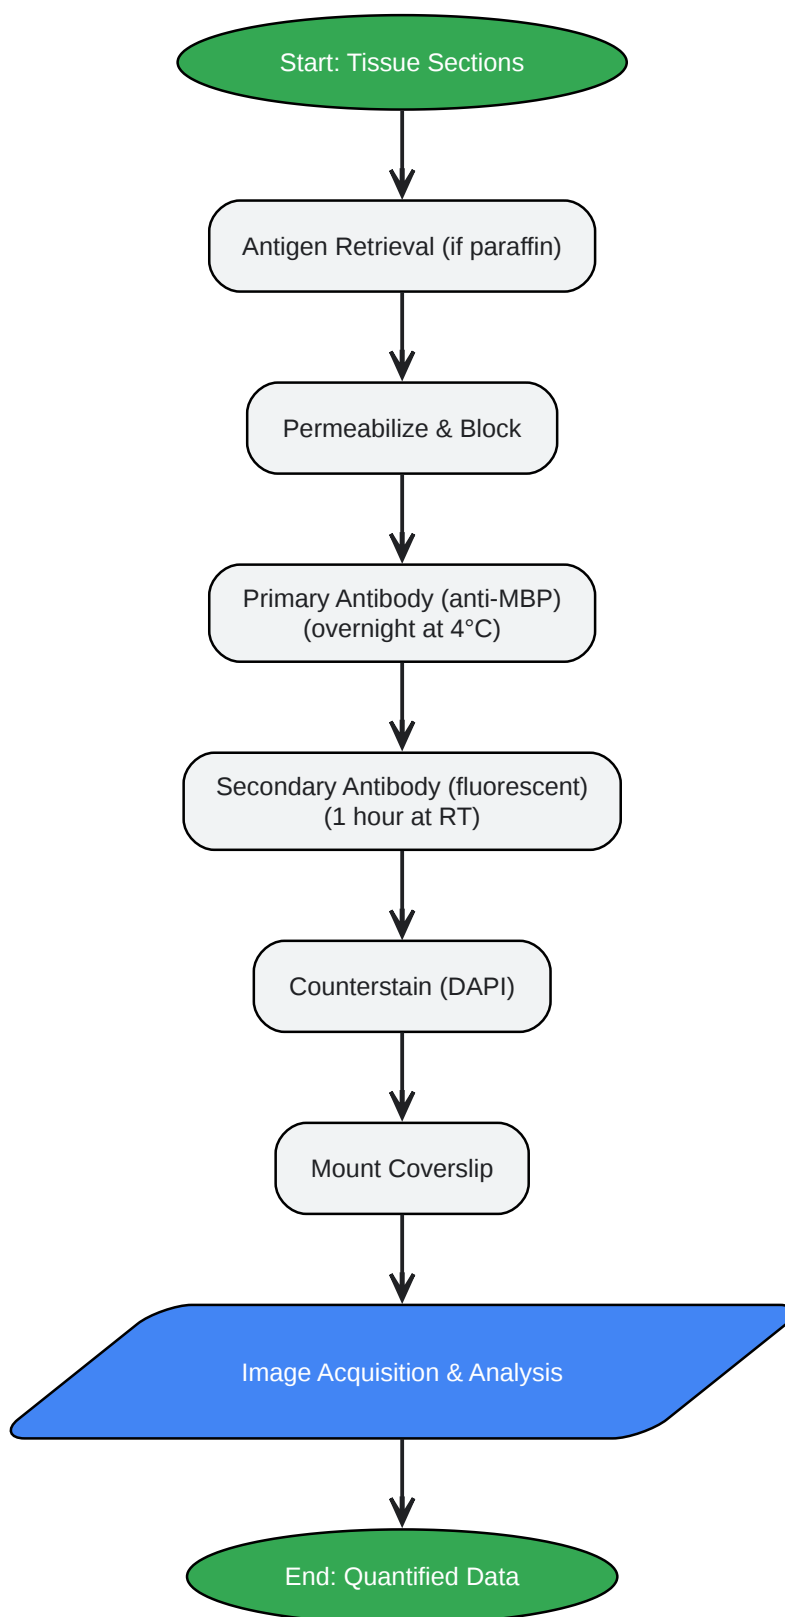 Start: Tissue Sections
Antigen Retrieval (if paraffin)
Permeabilize & Block
Primary Antibody (anti-MBP)
(overnight at 4°C)
Secondary Antibody (fluorescent)
(1 hour at RT)
Counterstain (DAPI)
Mount Coverslip
Image Acquisition & Analysis
End: Quantified Data